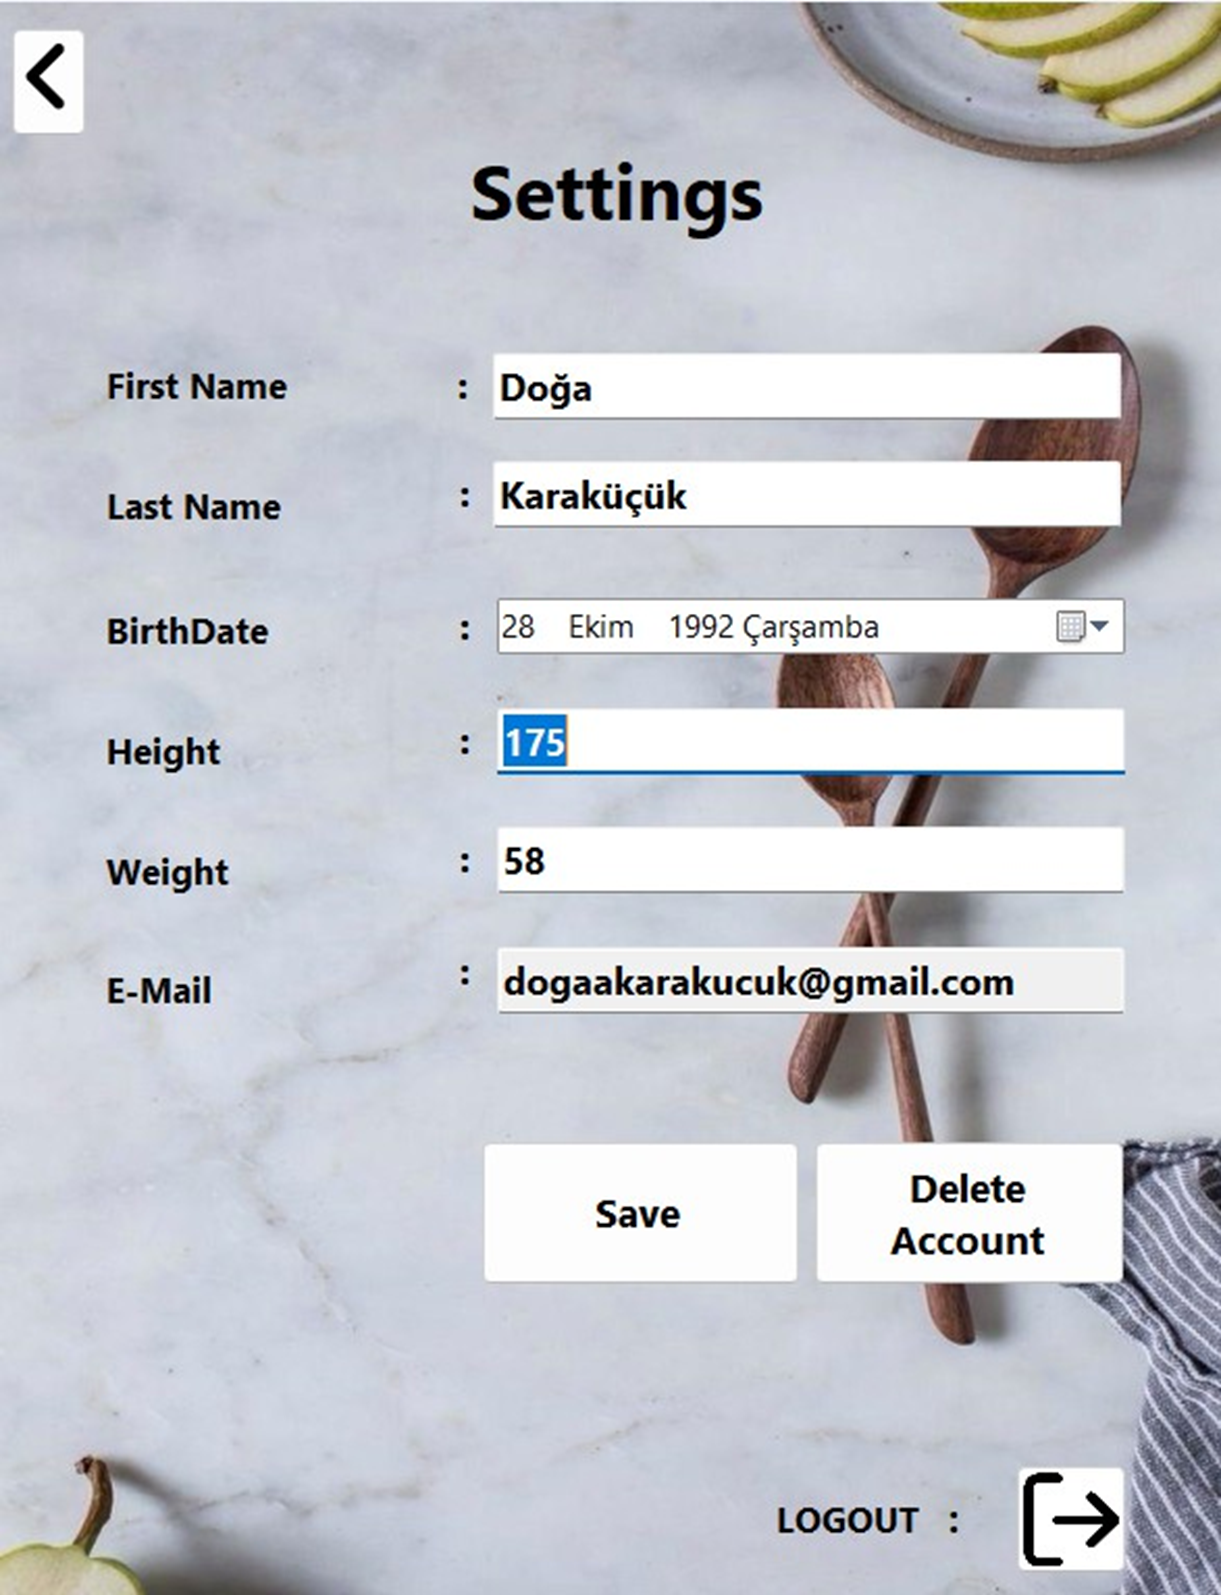 Settings
First Name : Doğa
Last Name : Karaküçük
BirthDate : 28 Ekim 1992 Çarşamba
Height : 175
Weight : 58
E-Mail : dogaakarakucuk@gmail.com
Save
Delete
Account
LOGOUT :